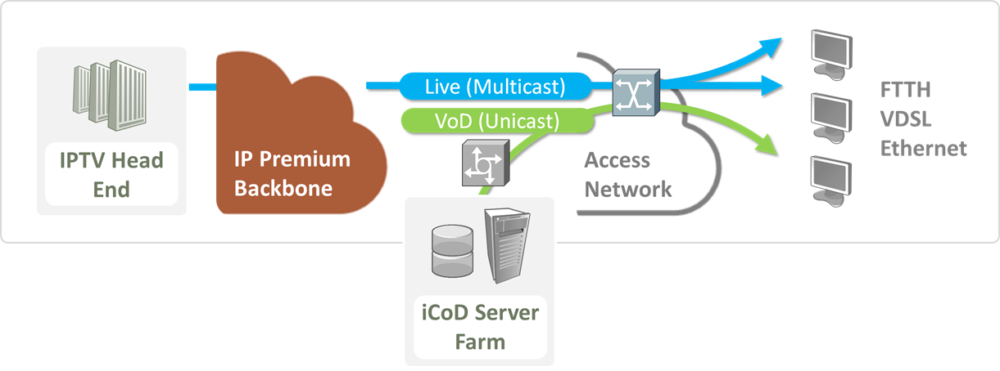 IPTV Head
End
IP Premium
Backbone
Live (Multicast)
VoD (Unicast)
Access
Network
FTTH
VDSL
Ethernet
iCoD Server
Farm